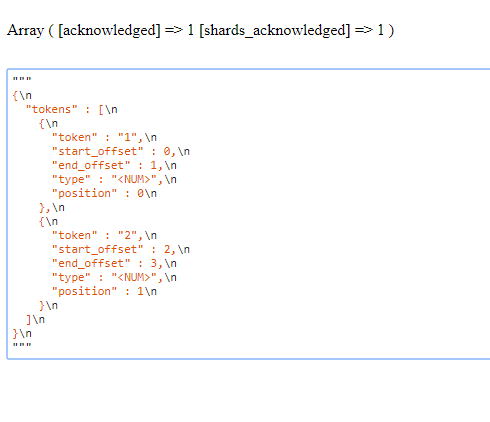 Array ( [acknowledged] => 1 [shards_acknowledged] => 1 )
"""
{\n
  "tokens" : [\n
    {\n
      "token" : "1",\n
      "start_offset" : 0,\n
      "end_offset" : 1,\n
      "type" : "<NUM>",\n
      "position" : 0\n
    },\n
    {\n
      "token" : "2",\n
      "start_offset" : 2,\n
      "end_offset" : 3,\n
      "type" : "<NUM>",\n
      "position" : 1\n
    }\n
  ]\n
}\n
"""